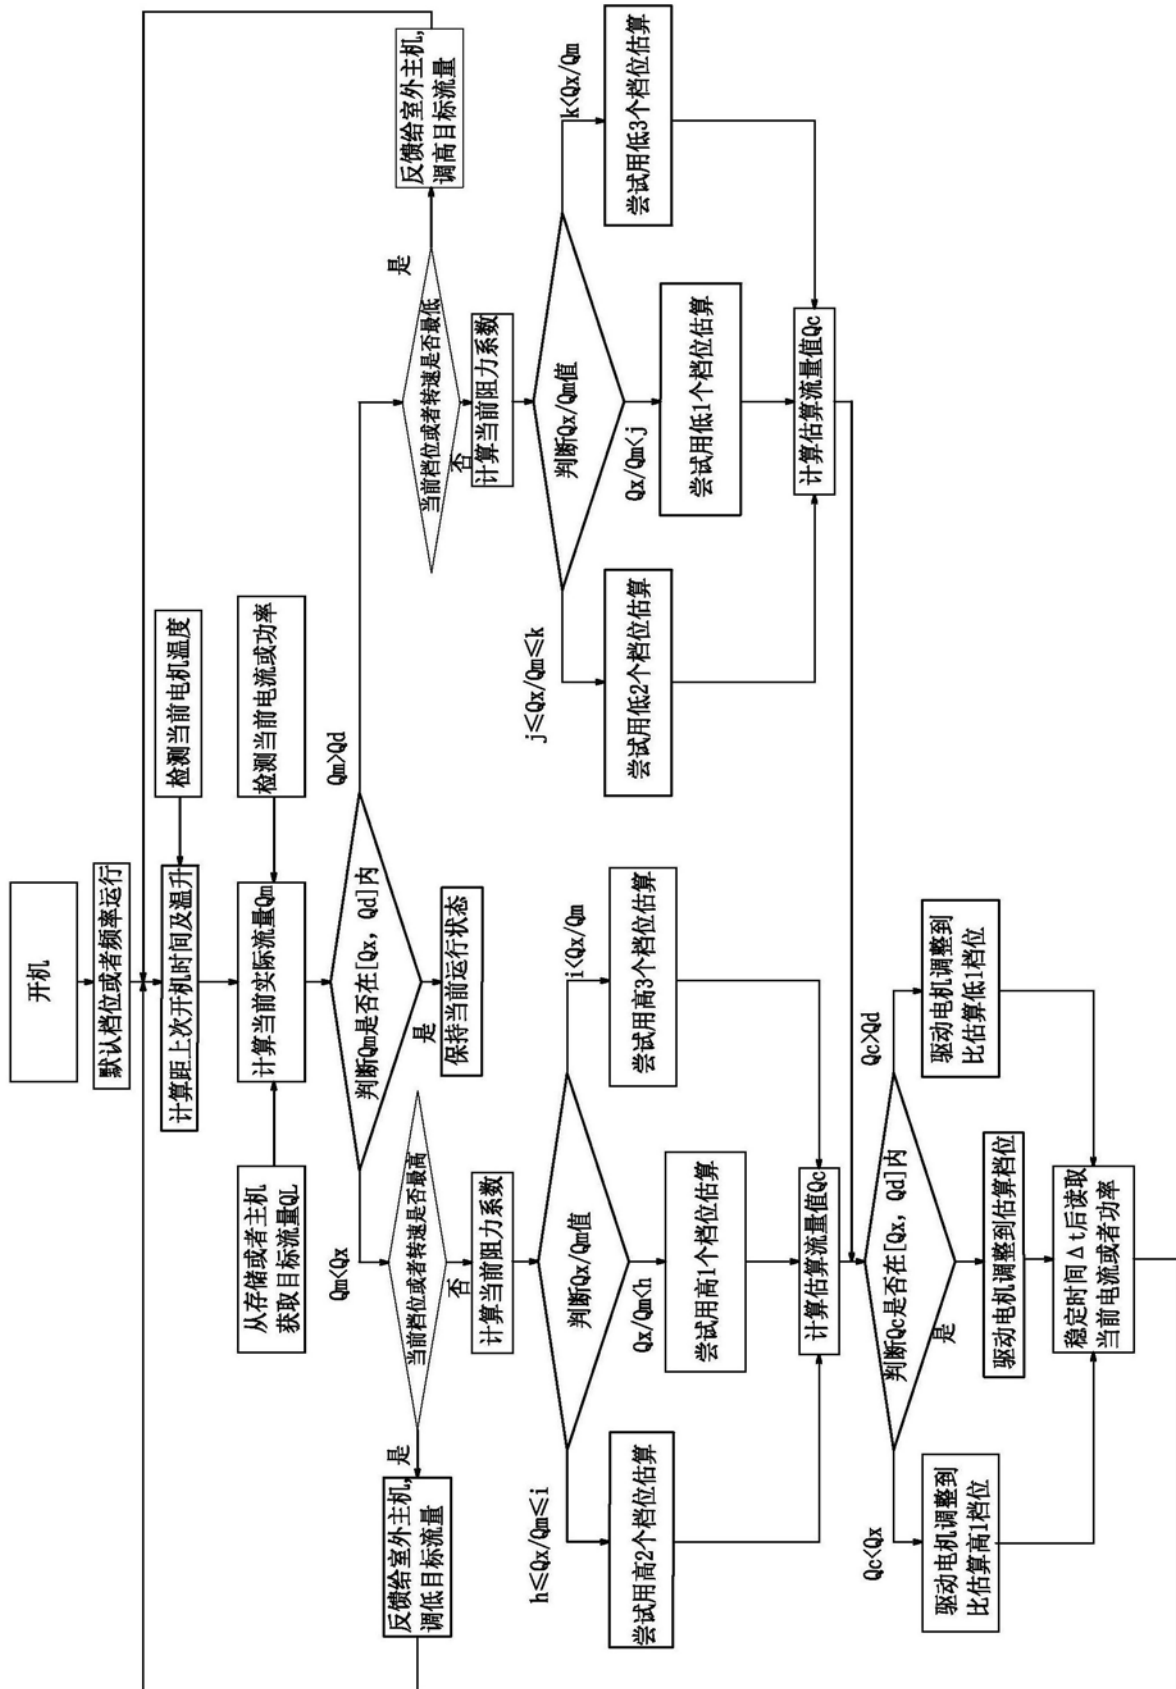 开机
默认档位或者频率运行
计算距上次开机时间及温升
检测当前电机温度
从存储或者主机
获取目标流量QL
计算当前实际流量Qm
检测当前电流或功率
Qm<Qx
判断Qm是否在[Qx, Qd]内
Qm>Qd
是
保持当前运行状态
反馈给室外主机,
调低目标流量
是
当前档位或者转速是否最高
否
计算当前阻力系数
当前档位或者转速是否最低
是
反馈给室外主机,
调高目标流量
否
计算当前阻力系数
h≤Qx/Qm≤i
判断Qx/Qm值
i<Qx/Qm
Qx/Qm<h
尝试用高2个档位估算
尝试用高1个档位估算
尝试用高3个档位估算
计算估算流量值Qc
j≤Qx/Qm≤k
判断Qx/Qm值
k<Qx/Qm
Qx/Qm<j
尝试用低2个档位估算
尝试用低1个档位估算
尝试用低3个档位估算
计算估算流量值Qc
Qc<Qx
判断Qc是否在[Qx, Qd]内
Qc>Qd
是
驱动电机调整到
比估算高1档位
驱动电机调整到估算档位
驱动电机调整到
比估算低1档位
稳定时间Δt后读取
当前电流或者功率